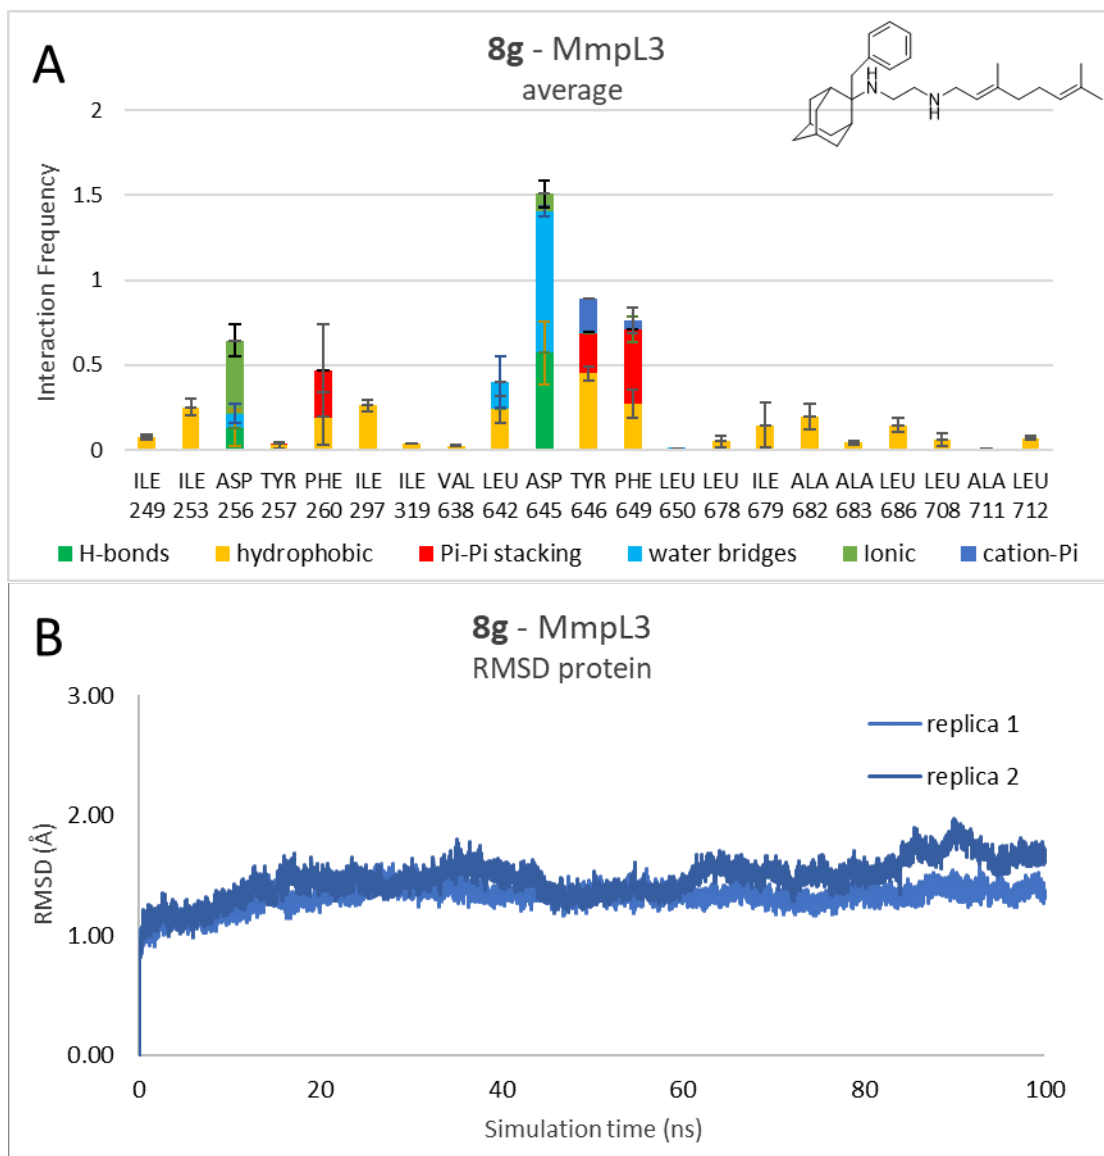 A
8g - MmpL3
average
H
N
N
H
Interaction Frequency
2
1.5
1
0.5
0
ILE ILE ASP TYR PHE ILE ILE VAL LEU ASP TYR PHE LEU LEU ILE ALA ALA LEU LEU ALA LEU
249 253 256 257 260 297 319 638 642 645 646 649 650 678 679 682 683 686 708 711 712
H-bonds hydrophobic Pi-Pi stacking water bridges Ionic cation-Pi
B
8g - MmpL3
RMSD protein
RMSD (Å)
3.00
2.00
1.00
0.00
replica 1
replica 2
0 20 40 60 80 100
Simulation time (ns)